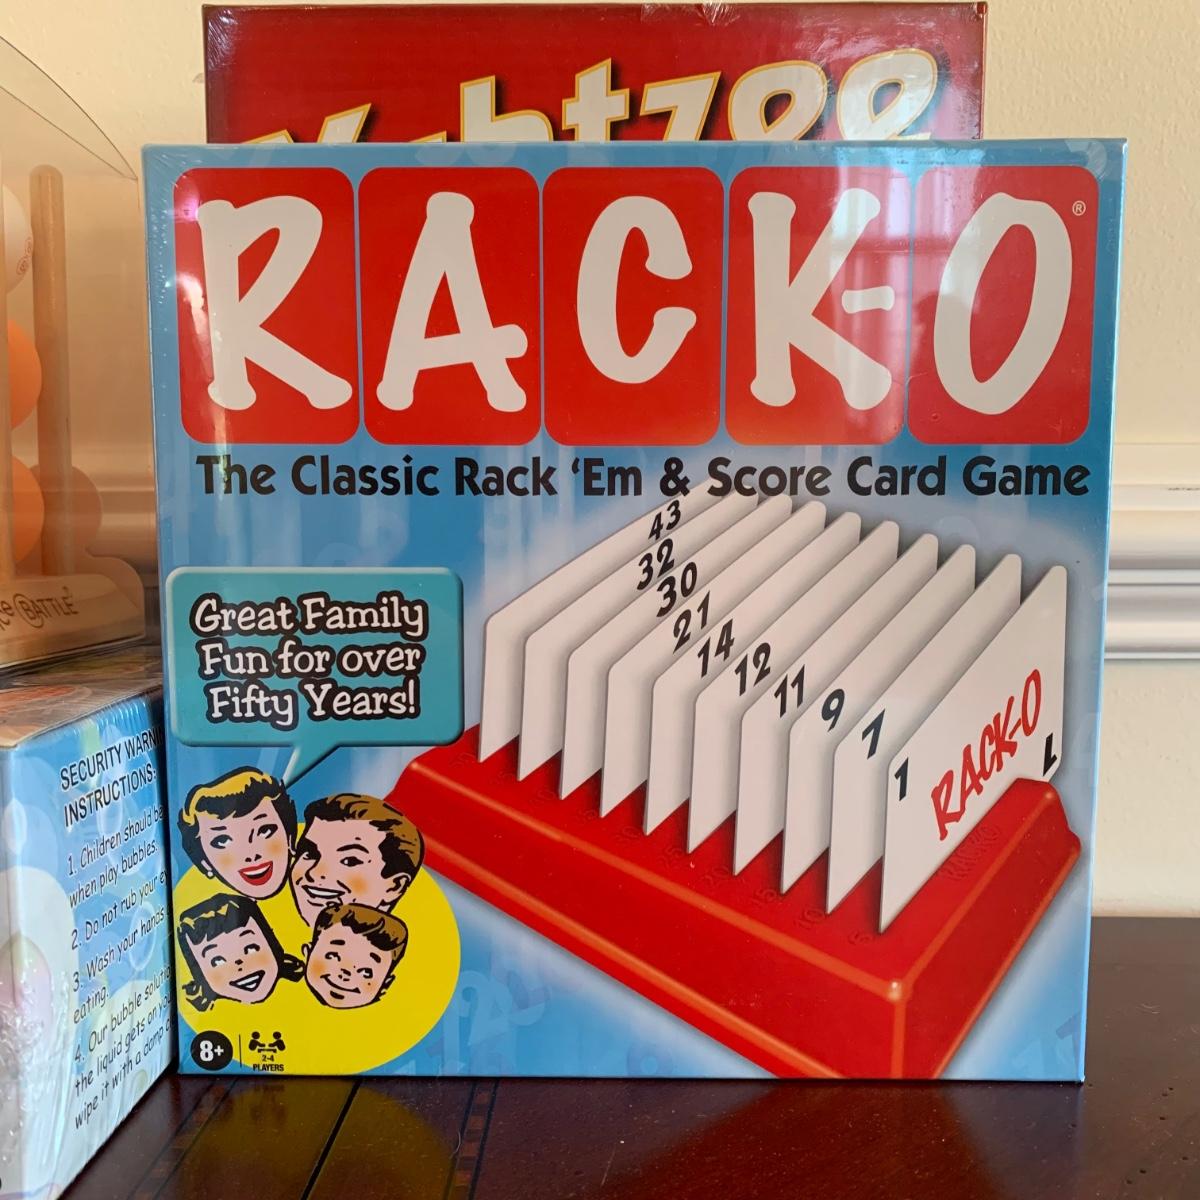 Yahtzee
RACK-O®
The Classic Rack 'Em & Score Card Game
43
32
30
21
14
12
11
9
7
1
RACK-O
1
Great Family
Fun for over
Fifty Years!
8+
2-4
PLAYERS
BATTLE
SECURITY
INSTRUCTIONS:
1. Children should be
when play bubbles.
2. Do not rub your
3. Wash your hands
eating.
4. Our bubble
the liquid gets on
wipe it with a damp